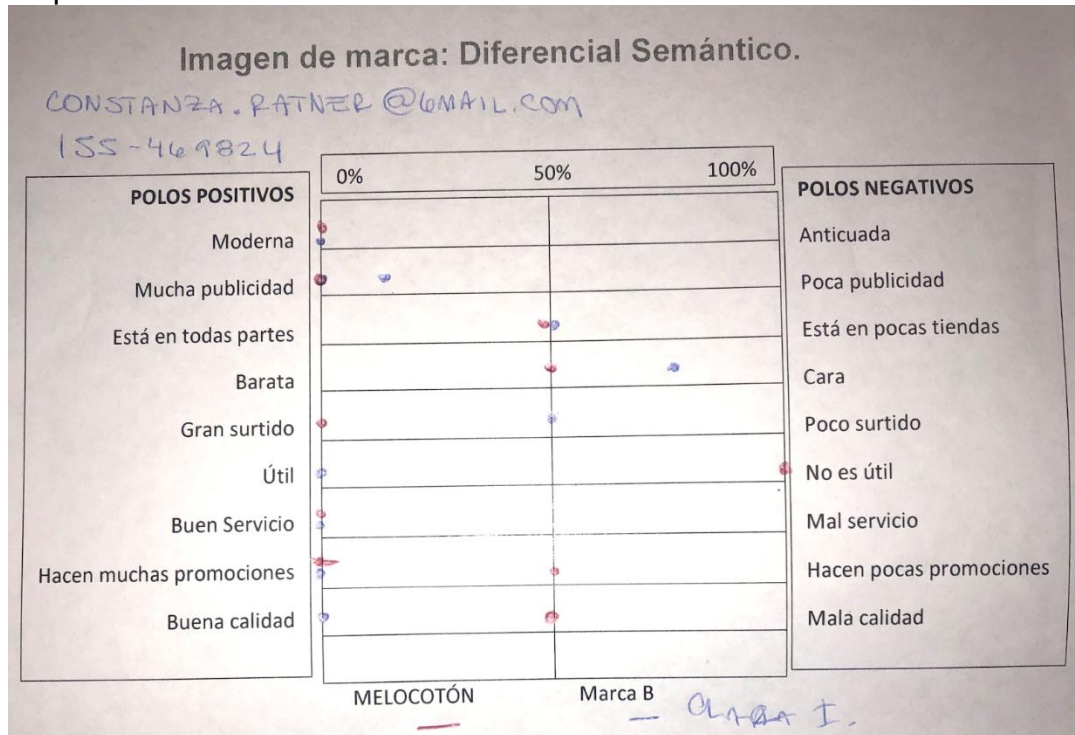 Imagen de marca: Diferencial Semántico.
CONSTANZA.RATNER@GMAIL.COM
155-469824
0% 50% 100%
POLOS POSITIVOS POLOS NEGATIVOS
Moderna Anticuada
Mucha publicidad Poca publicidad
Está en todas partes Está en pocas tiendas
Barata Cara
Gran surtido Poco surtido
Útil No es útil
Buen Servicio Mal servicio
Hacen muchas promociones Hacen pocas promociones
Buena calidad Mala calidad
MELOCOTÓN Marca B
I.